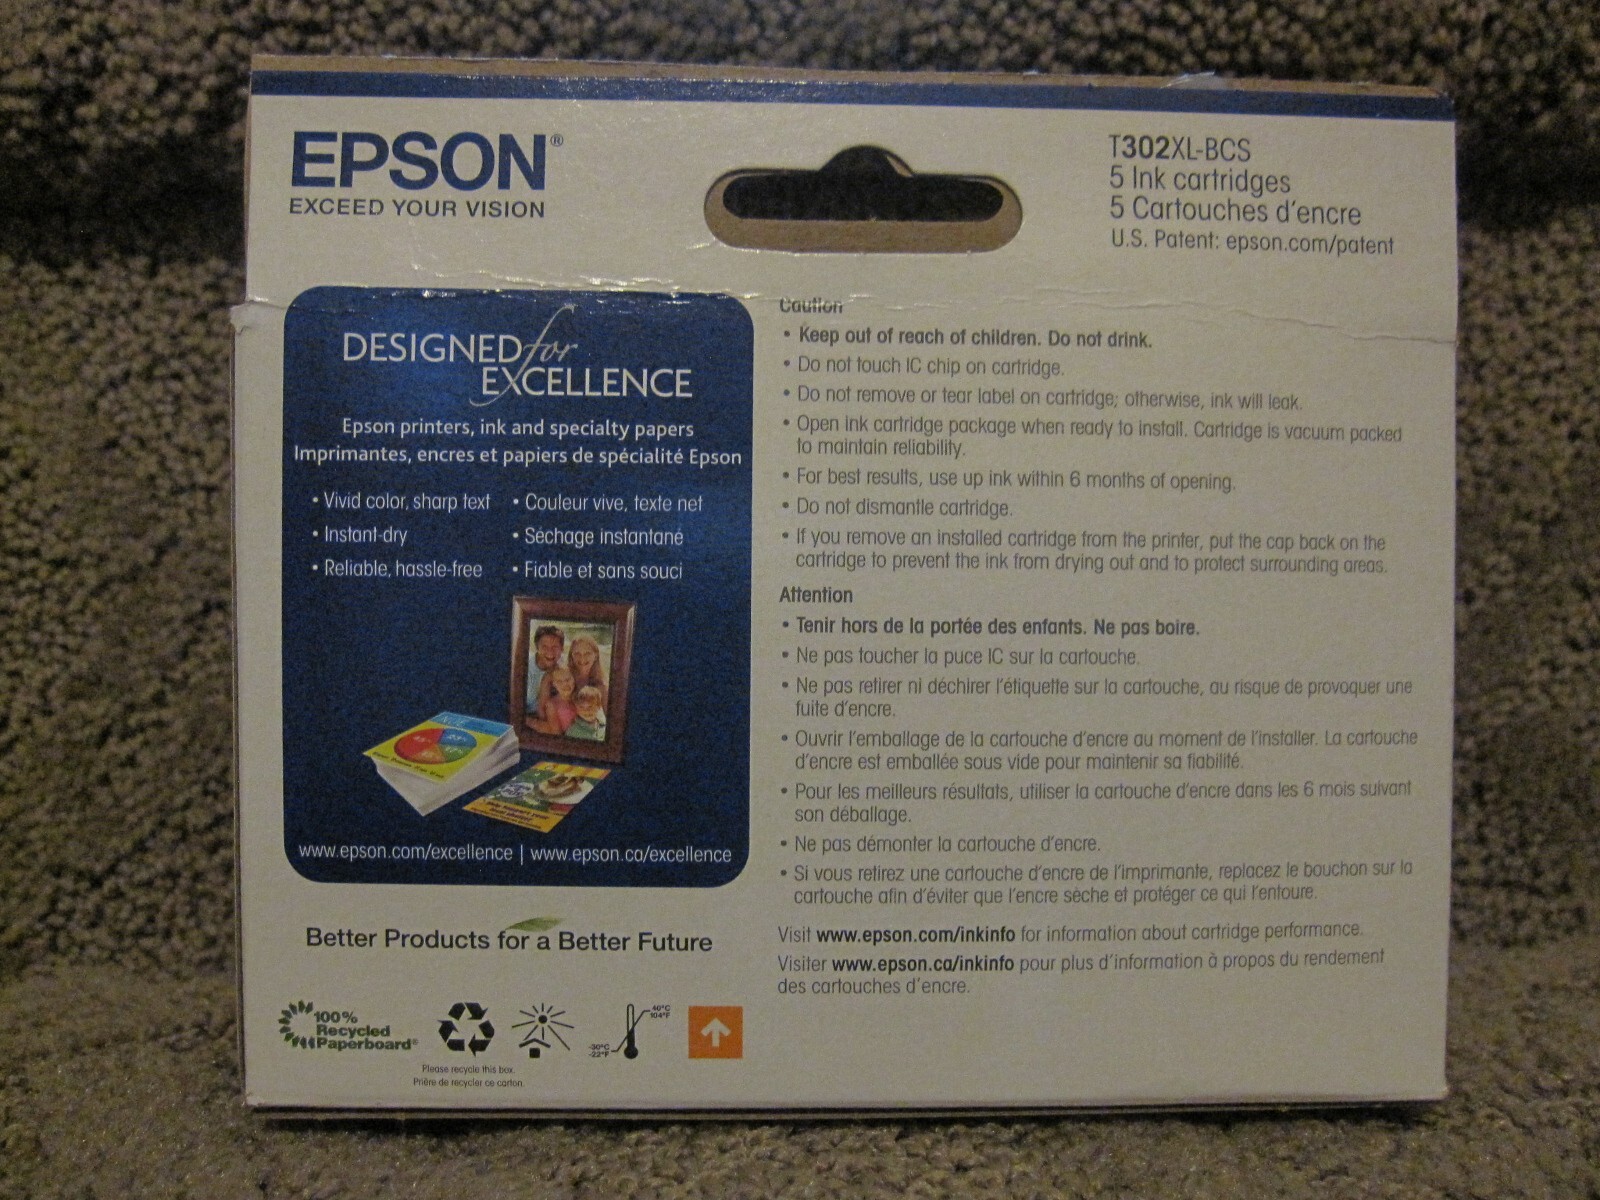 EPSON®
EXCEED YOUR VISION
T302XL-BCS
5 Ink cartridges
5 Cartouches d'encre
U.S. Patent: epson.com/patent
DESIGNED for
EXCELLENCE
Epson printers, ink and specialty papers
Imprimantes, encres et papiers de spécialité Epson
• Vivid color, sharp text
• Instant-dry
• Reliable, hassle-free
• Couleur vive, texte net
• Séchage instantané
• Fiable et sans souci
www.epson.com/excellence | www.epson.ca/excellence
Better Products for a Better Future
100%
Recycled
Paperboard®
Please recycle this box.
Prière de recycler ce carton.
40°C
104°F
-30°C
-22°F
Caution
• Keep out of reach of children. Do not drink.
• Do not touch IC chip on cartridge.
• Do not remove or tear label on cartridge; otherwise, ink will leak.
• Open ink cartridge package when ready to install. Cartridge is vacuum packed
to maintain reliability.
• For best results, use up ink within 6 months of opening.
• Do not dismantle cartridge.
• If you remove an installed cartridge from the printer, put the cap back on the
cartridge to prevent the ink from drying out and to protect surrounding areas.
Attention
• Tenir hors de la portée des enfants. Ne pas boire.
• Ne pas toucher la puce IC sur la cartouche.
• Ne pas retirer ni déchirer l'étiquette sur la cartouche, au risque de provoquer une
fuite d'encre.
• Ouvrir l'emballage de la cartouche d'encre au moment de l'installer. La cartouche
d'encre est emballée sous vide pour maintenir sa fiabilité.
• Pour les meilleurs résultats, utiliser la cartouche d'encre dans les 6 mois suivant
son déballage.
• Ne pas démonter la cartouche d'encre.
• Si vous retirez une cartouche d'encre de l'imprimante, replacez le bouchon sur la
cartouche afin d'éviter que l'encre sèche et protéger ce qui l'entoure.
Visit www.epson.com/inkinfo for information about cartridge performance.
Visiter www.epson.ca/inkinfo pour plus d'information à propos du rendement
des cartouches d'encre.